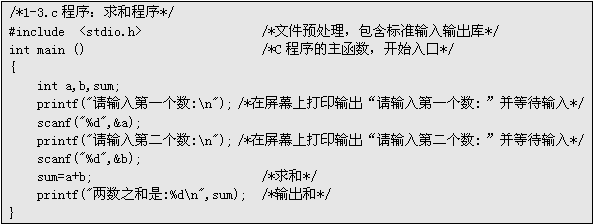 /*1-3.c 程序：求和程序*/
#include  <stdio.h>                /*文件预处理，包含标准输入输出库*/
int main ()                        /*C 程序的主函数，开始入口*/
{
    int a,b,sum;
    printf("请输入第一个数:\n"); /*在屏幕上打印输出“请输入第一个数：”并等待输入*/
    scanf("%d",&a);
    printf("请输入第二个数:\n"); /*在屏幕上打印输出“请输入第二个数：”并等待输入*/
    scanf("%d",&b);
    sum=a+b;                       /*求和*/
    printf("两数之和是:%d\n",sum);  /*输出和*/
}